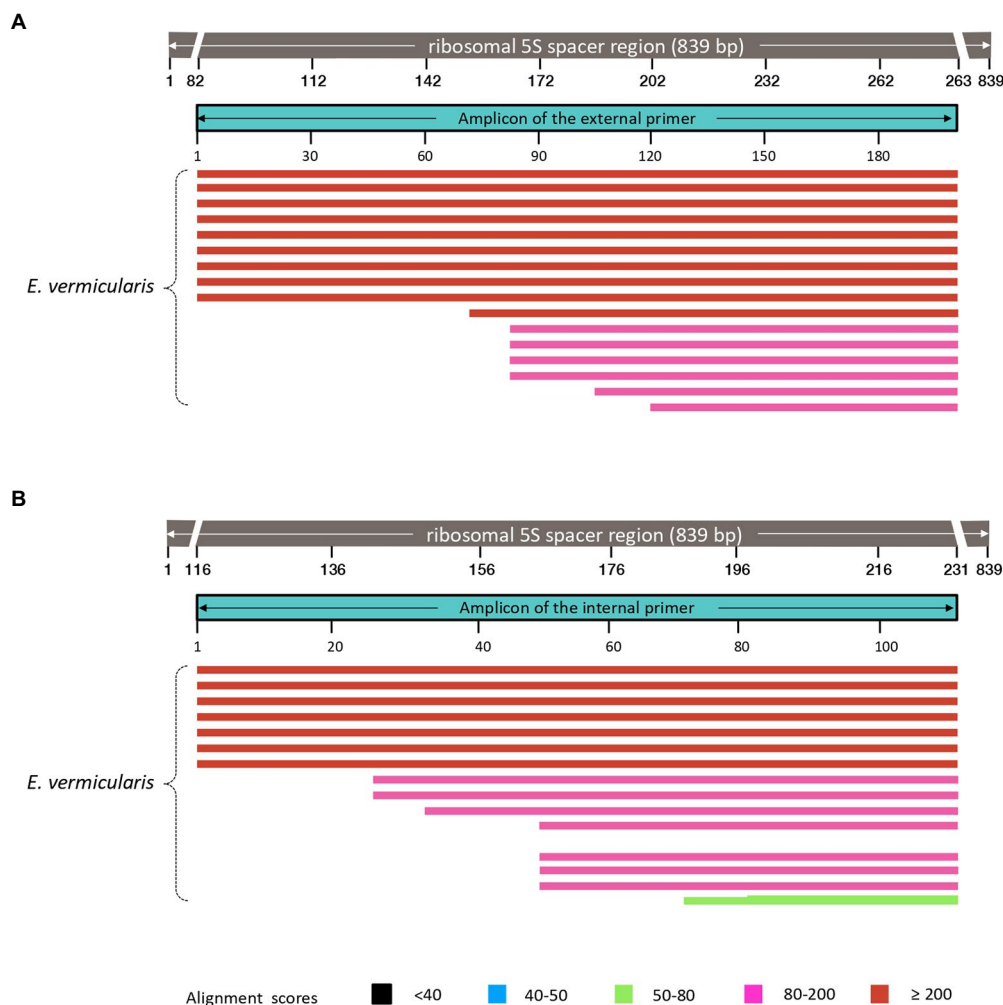 A
ribosomal 5S spacer region (839 bp)
1 82 112 142 172 202 232 262 263 839
Amplicon of the external primer
1 30 60 90 120 150 180
E. vermicularis
B
ribosomal 5S spacer region (839 bp)
1 116 136 156 176 196 216 231 839
Amplicon of the internal primer
1 20 40 60 80 100
E. vermicularis
Alignment scores <40 40-50 50-80 80-200 ≥ 200